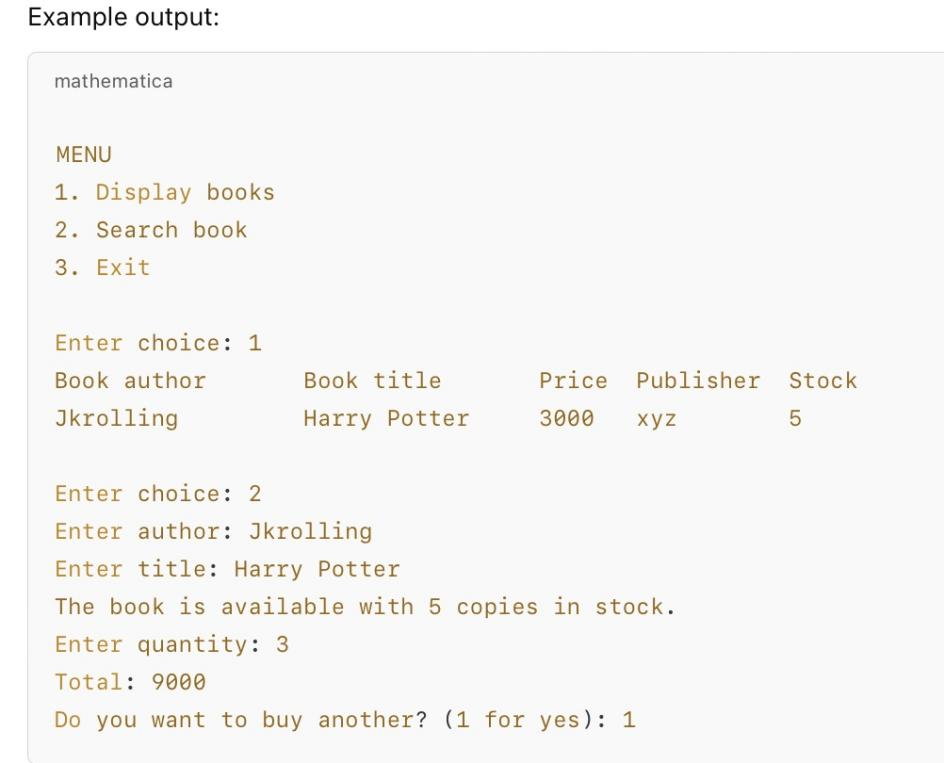 Example output:
mathematica
MENU
1. Display books
2. Search book
3. Exit
Enter choice: 1
Book author Book title Price Publisher Stock
Jkrolling Harry Potter 3000 xyz 5
Enter choice: 2
Enter author: Jkrolling
Enter title: Harry Potter
The book is available with 5 copies in stock.
Enter quantity: 3
Total: 9000
Do you want to buy another? (1 for yes): 1